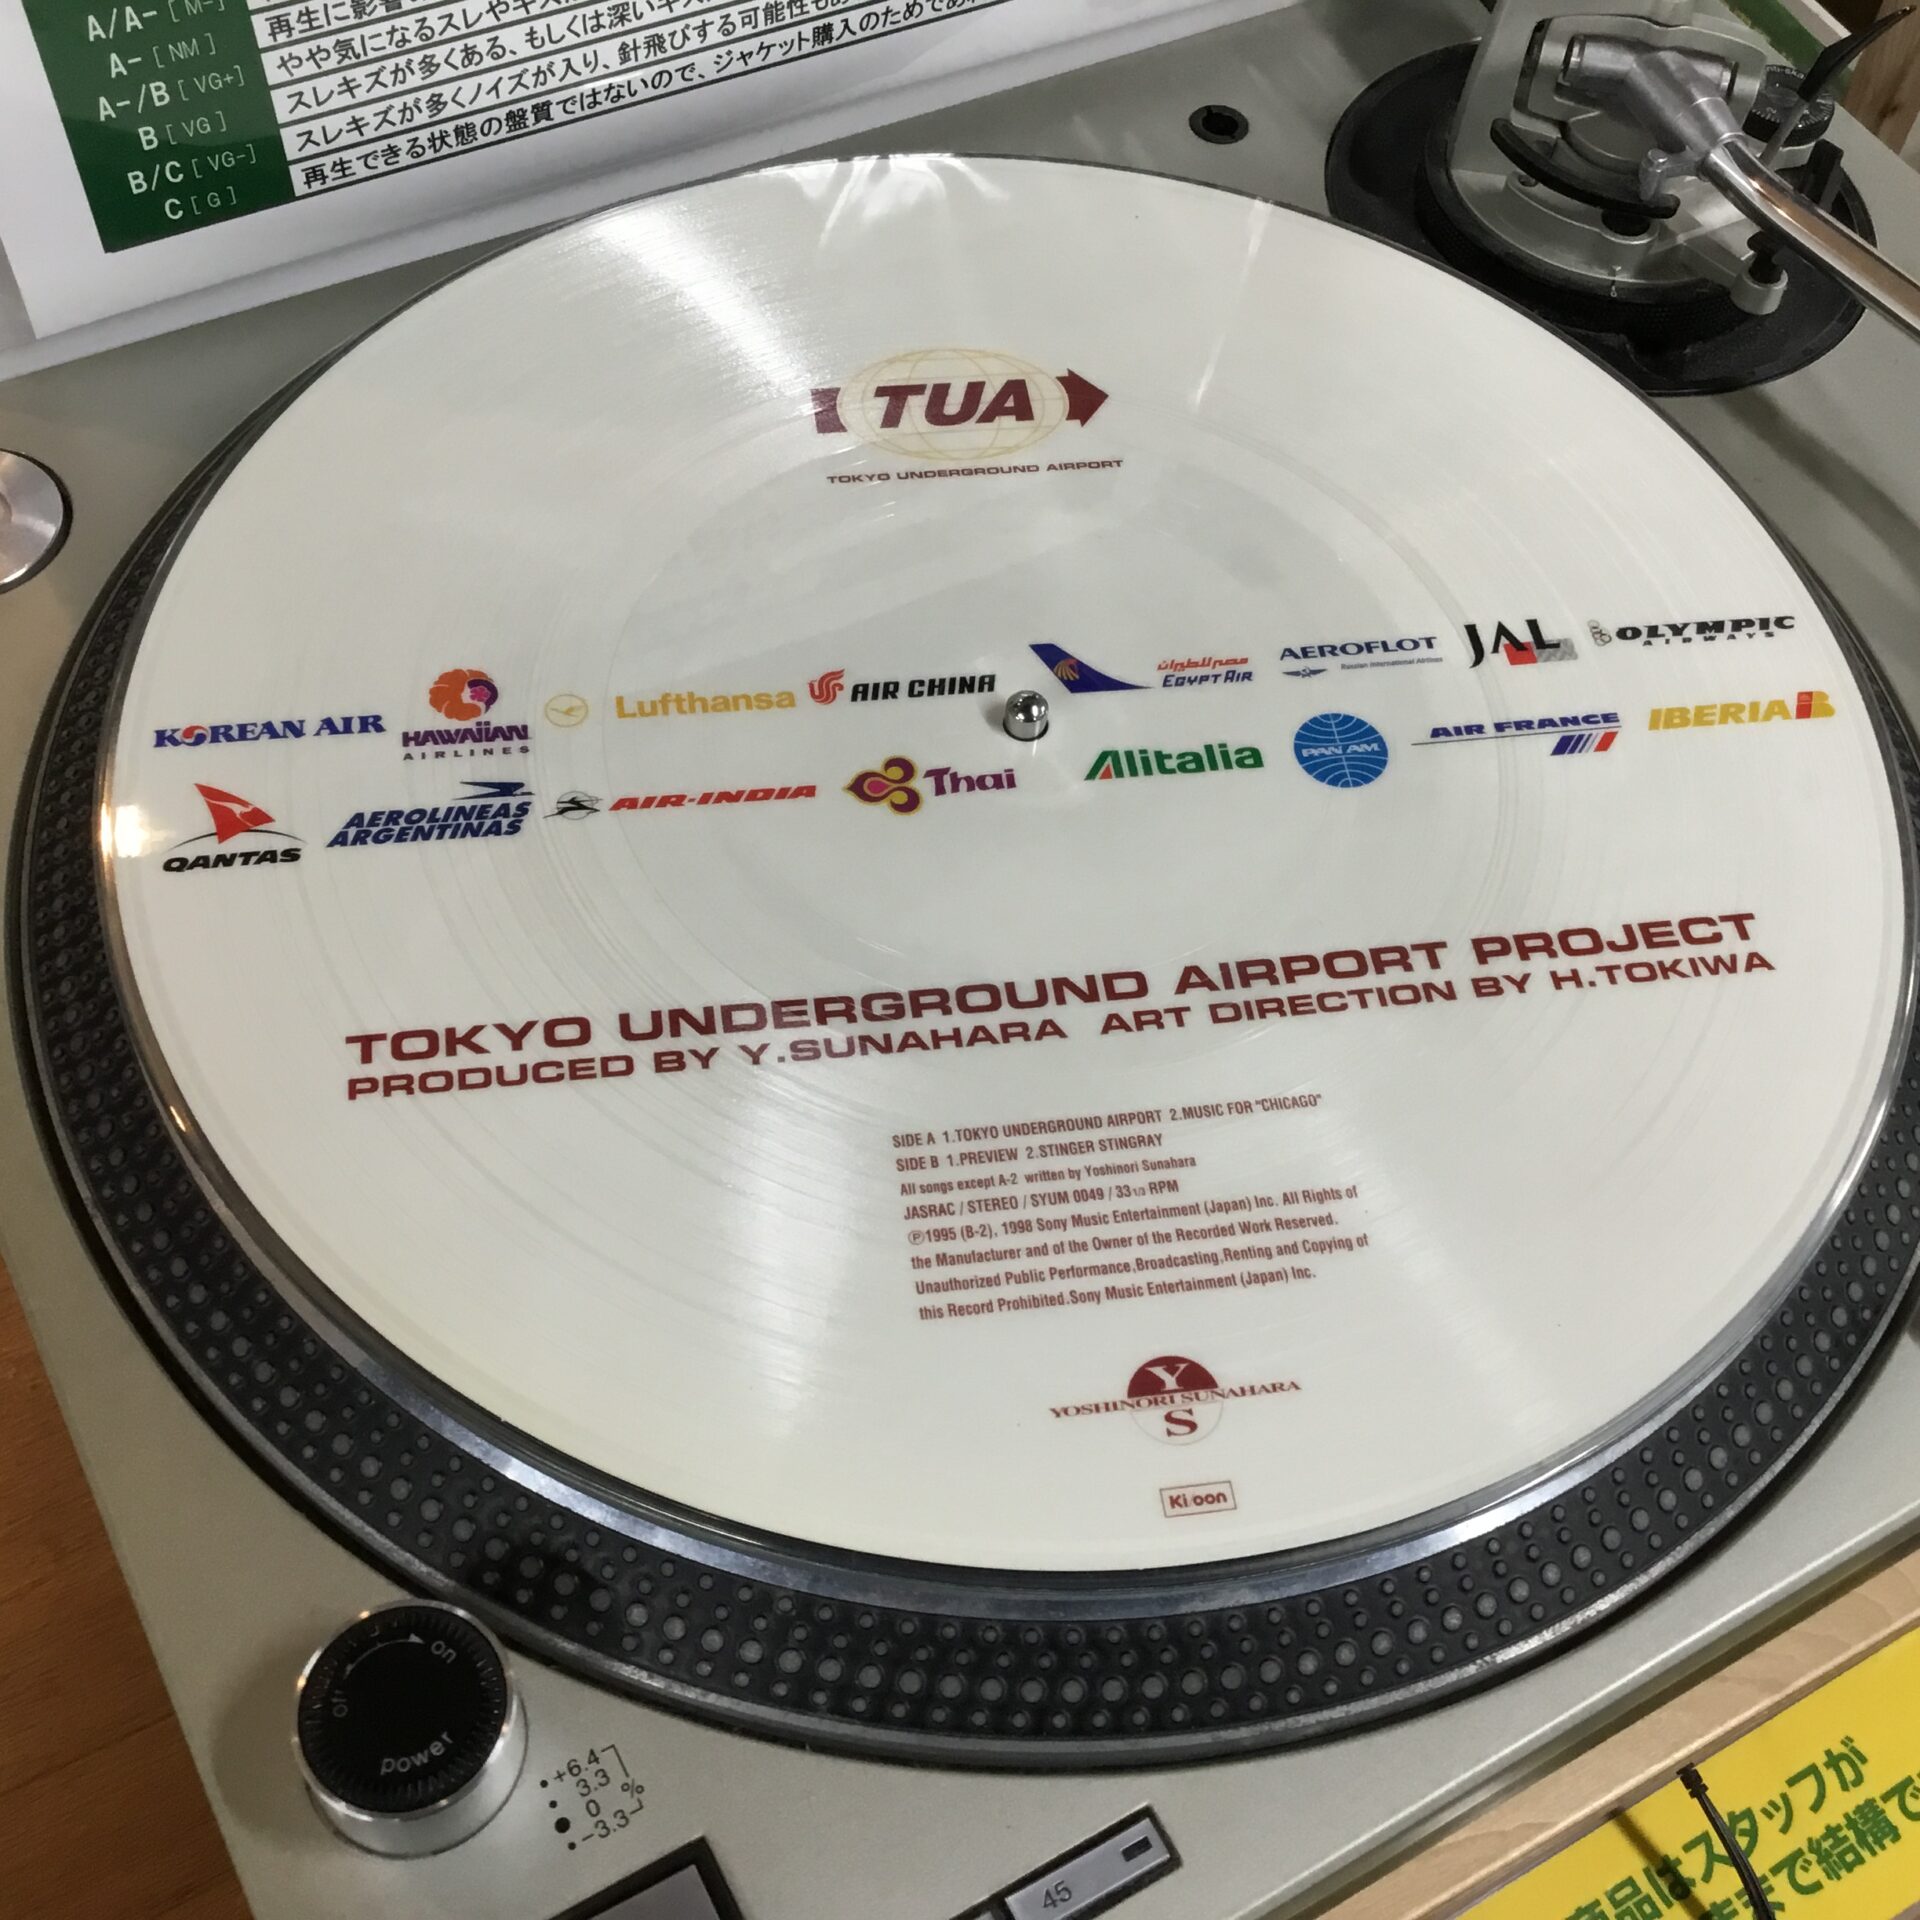 A/A- [M-]
A- [NM]
A-/B [VG+]
B [VG]
B/C [VG-]
C [G]
再生に影響
やや気になるスレやキズ
スレキズが多くある、もしくは深いキズ
スレキズが多くノイズが入り、針飛びする可能性も
再生できる状態の盤質ではないので、ジャケット購入のためで
TUA
TOKYO UNDERGROUND AIRPORT
KOREAN AIR HAWAIIAN AIRLINES Lufthansa AIR CHINA مصر للطيران EGYPT AIR AEROFLOT Russian International Airlines JAL OLYMPIC AIRWAYS
QANTAS AEROLINEAS ARGENTINAS AIR-INDIA Thai Alitalia PAN AM AIR FRANCE IBERIA IB
TOKYO UNDERGROUND AIRPORT PROJECT
PRODUCED BY Y.SUNAHARA ART DIRECTION BY H.TOKIWA
SIDE A 1.TOKYO UNDERGROUND AIRPORT 2.MUSIC FOR "CHICAGO"
SIDE B 1.PREVIEW 2.STINGER STINGRAY
All songs except A-2 written by Yoshinori Sunahara
JASRAC / STEREO / SYUM 0049 / 33 1/3 RPM
Ⓟ1995 (B-2), 1998 Sony Music Entertainment (Japan) Inc. All Rights of
the Manufacturer and of the Owner of the Recorded Work Reserved.
Unauthorized Public Performance,Broadcasting,Renting and Copying of
this Record Prohibited.Sony Music Entertainment (Japan) Inc.
Y
YOSHINORI SUNAHARA
S
Ki/oon
off on
power
+6.4
3.3
0 %
-3.3
45
商品はスタッフが
まで結構で